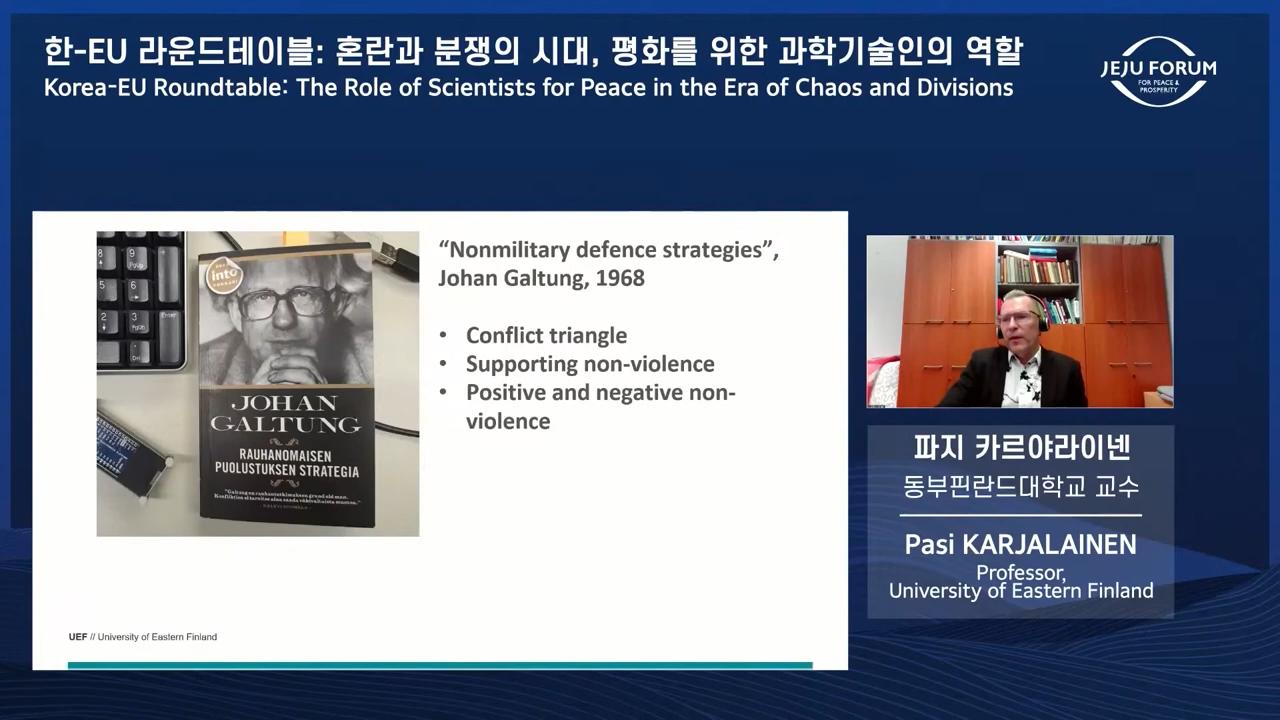 한-EU 라운드테이블: 혼란과 분쟁의 시대, 평화를 위한 과학기술인의 역할
Korea-EU Roundtable: The Role of Scientists for Peace in the Era of Chaos and Divisions
JEJU FORUM
FOR PEACE &
PROSPERITY
into
JOHAN
GALTUNG
RAUHANOMAISEN
PUOLUSTUKSEN STRATEGIA
“Nonmilitary defence strategies”,
Johan Galtung, 1968
• Conflict triangle
• Supporting non-violence
• Positive and negative non-
violence
UEF // University of Eastern Finland
파지 카르야라이넨
동부핀란드대학교 교수
Pasi KARJALAINEN
Professor,
University of Eastern Finland